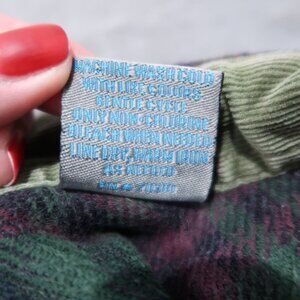 MACHINE WASH COLD
WITH LIKE COLORS
GENTLE CYCLE
ONLY NON-CHLORINE
BLEACH WHEN NEEDED
LINE DRY, WARM IRON
AS NEEDED
RN#